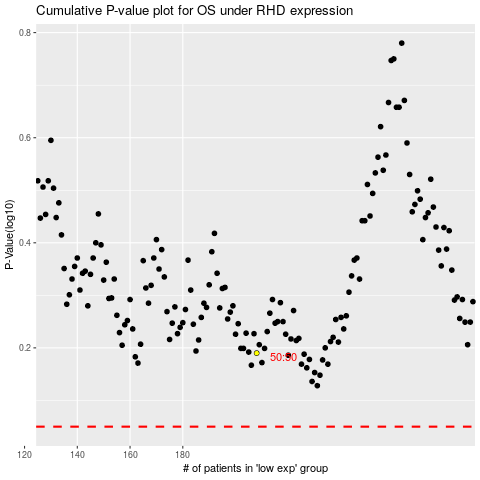 Cumulative P-value plot for OS under RHD expression
P-Value(log10)
0.8
0.6
0.4
0.2
50:50
120 140 160 180
# of patients in 'low exp' group